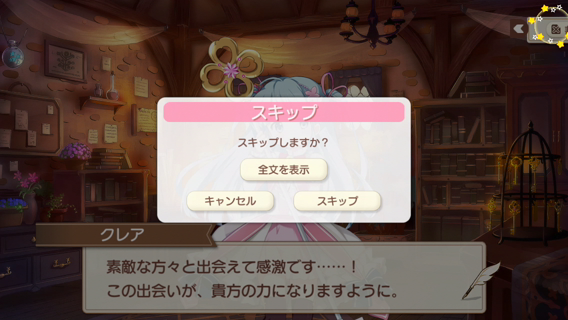 スキップ
スキップしますか？
全文を表示
キャンセル
スキップ
クレア
素敵な方々と出会えて感激です……！
この出会いが、貴方の力になりますように。